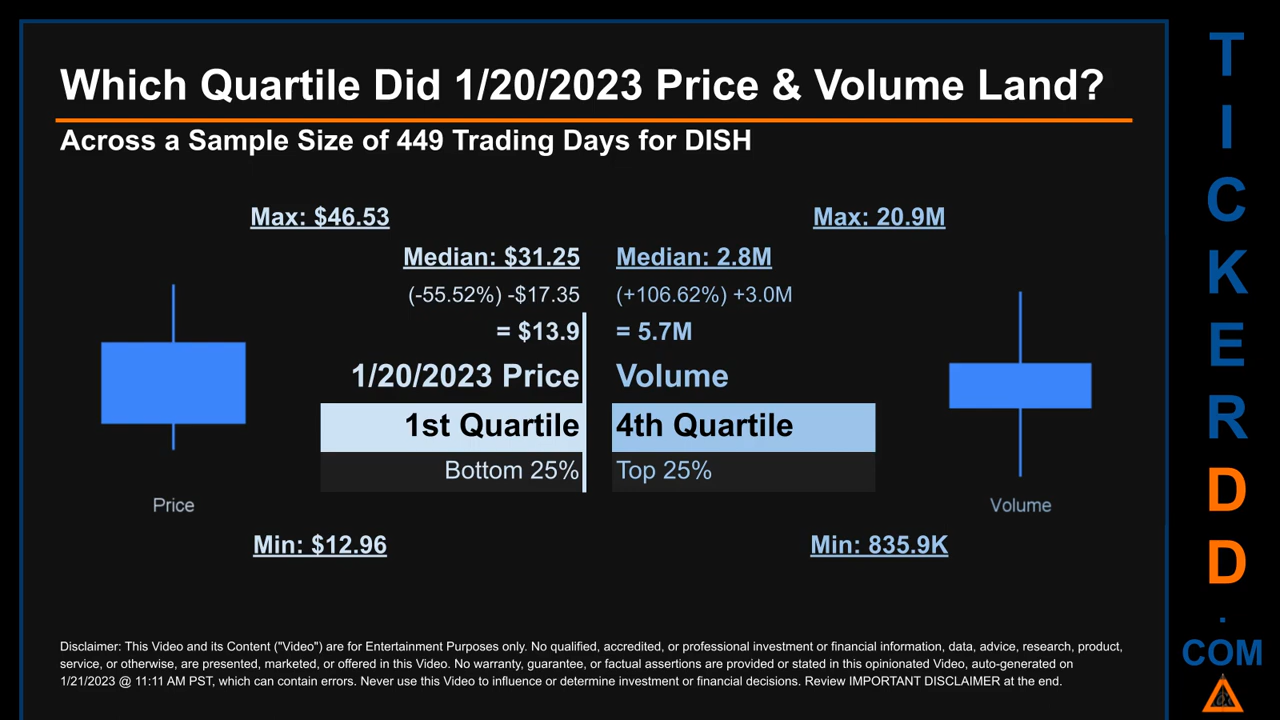 Which Quartile Did 1/20/2023 Price & Volume Land?
Across a Sample Size of 449 Trading Days for DISH
Max: $46.53
Max: 20.9M
Median: $31.25
Median: 2.8M
(-55.52%) -$17.35
(+106.62%) +3.0M
= $13.9
= 5.7M
1/20/2023 Price
Volume
1st Quartile
4th Quartile
Bottom 25%
Top 25%
Price
Volume
Min: $12.96
Min: 835.9K
Disclaimer: This Video and its Content ("Video") are for Entertainment Purposes only. No qualified, accredited, or professional investment or financial information, data, advice, research, product,
service, or otherwise, are presented, marketed, or offered in this Video. No warranty, guarantee, or factual assertions are provided or stated in this opinionated Video, auto-generated on
1/21/2023 @ 11:11 AM PST, which can contain errors. Never use this Video to influence or determine investment or financial decisions. Review IMPORTANT DISCLAIMER at the end.
T
I
C
K
E
R
D
D
.
COM